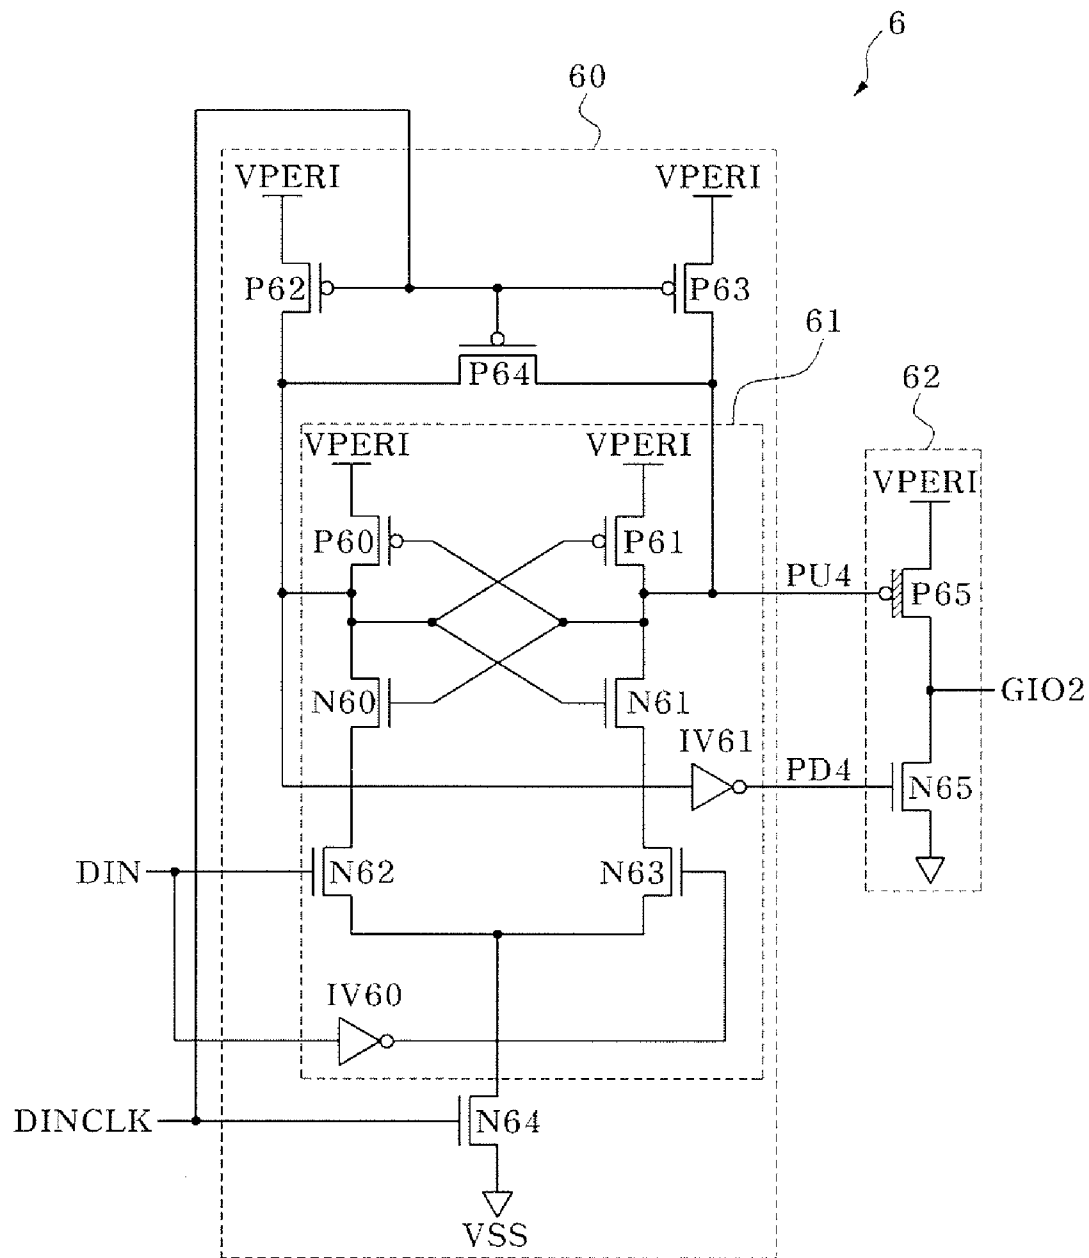 6
60
VPERI
VPERI
P62
P63
61
P64
62
VPERI
VPERI
VPERI
P60
P61
PU4
P65
N60
N61
GIO2
IV61
PD4
N65
DIN
N62
N63
IV60
DINCLK
N64
VSS